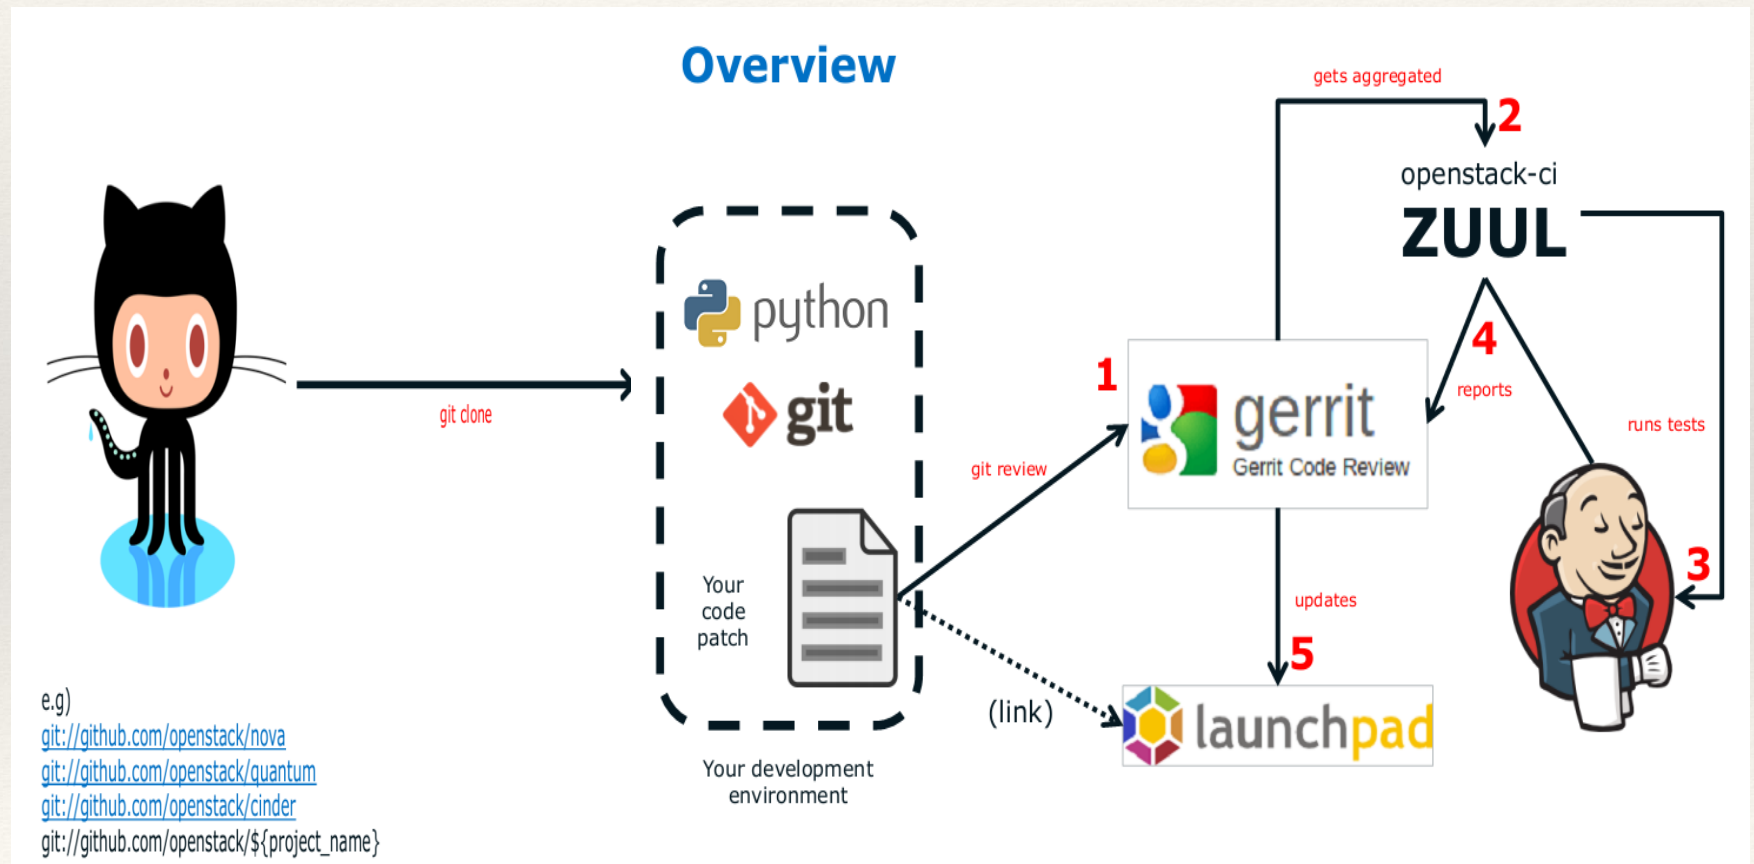 Overview
gets aggregated
2
openstack-ci
ZUUL
python
git
git clone
1
gerrit
Gerrit Code Review
4
reports
runs tests
git review
3
Your
code
patch
updates
5
(link)
launchpad
Your development
environment
e.g)
git://github.com/openstack/nova
git://github.com/openstack/quantum
git://github.com/openstack/cinder
git://github.com/openstack/${project_name}